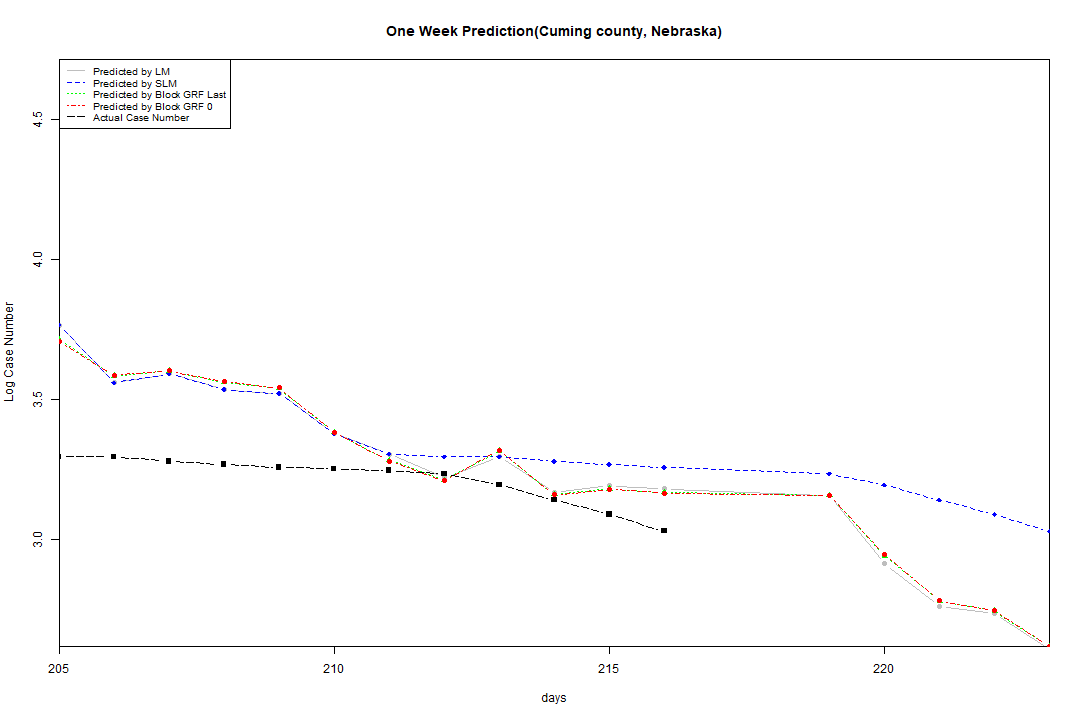 One Week Prediction(Cuming county, Nebraska)
Predicted by LM
Predicted by SLM
Predicted by Block GRF Last
Predicted by Block GRF 0
Actual Case Number
4.5
4.0
3.5
3.0
Log Case Number
205
210
215
220
days